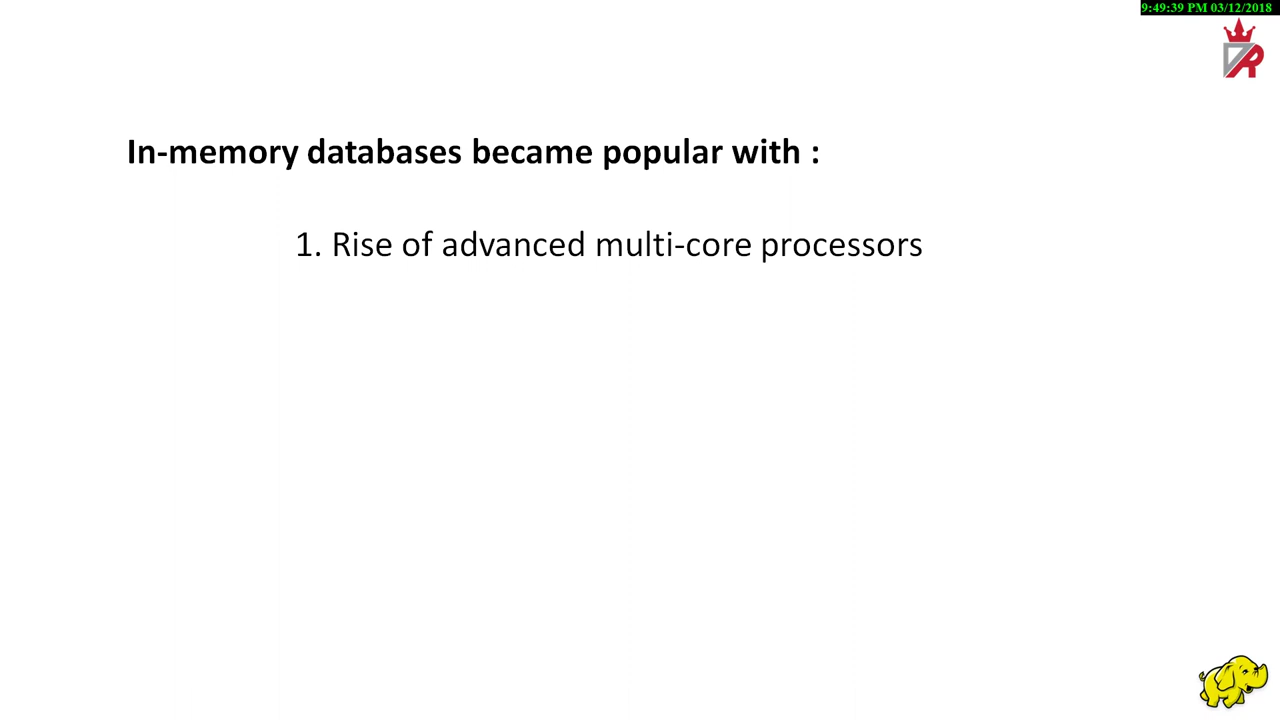 9:49:39 PM 03/12/2018
In-memory databases became popular with :
1. Rise of advanced multi-core processors